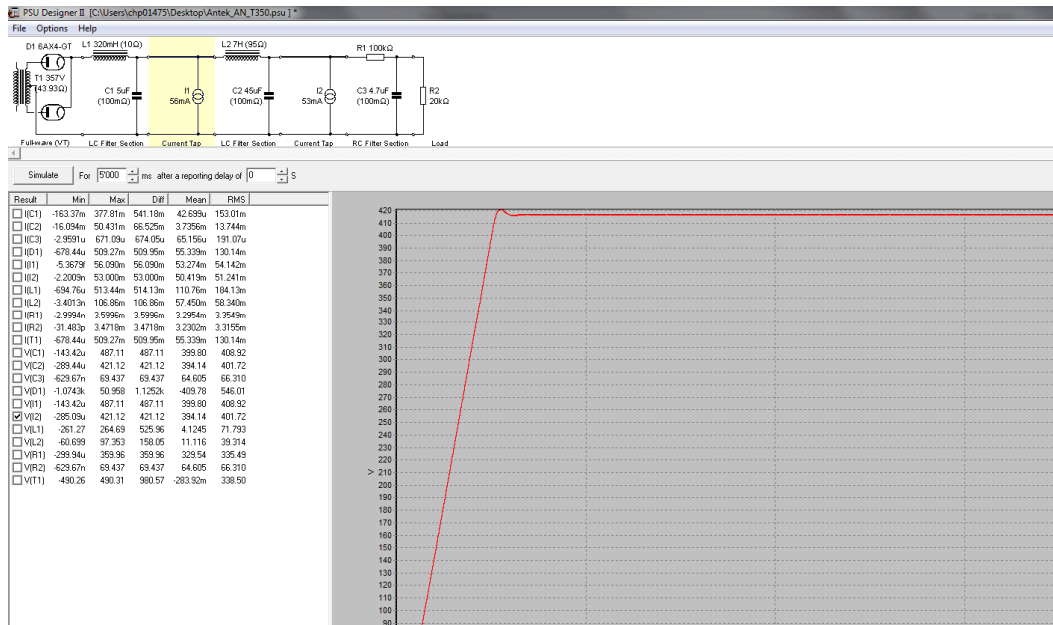 PSU Designer II [C:\Users\chp01475\Desktop\Antek_AN_T350.psu ] *
File Options Help
D1 6AX4-GT L1 320mH (10Ω) L2 7H (95Ω) R1 100kΩ
T1 357V
(43.93Ω)
C1 5uF
(100mΩ)
I1
56mA
C2 45uF
(100mΩ)
I2
53mA
C3 4.7uF
(100mΩ)
R2
20kΩ
Full-wave (VT) LC Filter Section Current Tap LC Filter Section Current Tap RC Filter Section Load
Simulate For 5'000 ms after a reporting delay of 0 S
Result Min Max Diff Mean RMS
I(C1) -163.37m 377.81m 541.18m 42.699u 153.01m
I(C2) -16.094m 50.431m 66.525m 3.7356m 13.744m
I(C3) -2.9591u 671.09u 674.05u 65.156u 191.07u
I(D1) -678.44u 509.27m 509.95m 55.339m 130.14m
I(I1) -5.3679f 56.090m 56.090m 53.274m 54.142m
I(I2) -2.2009n 53.000m 53.000m 50.419m 51.241m
I(L1) -694.76u 513.44m 514.13m 110.76m 184.13m
I(L2) -3.4013n 106.86m 106.86m 57.450m 58.340m
I(R1) -2.9994n 3.5996m 3.5996m 3.2954m 3.3549m
I(R2) -31.483p 3.4718m 3.4718m 3.2302m 3.3155m
I(T1) -678.44u 509.27m 509.95m 55.339m 130.14m
V(C1) -143.42u 487.11 487.11 399.80 408.92
V(C2) -289.44u 421.12 421.12 394.14 401.72
V(C3) -629.67n 69.437 69.437 64.605 66.310
V(D1) -1.0743k 50.958 1.1252k -409.78 546.01
V(I1) -143.42u 487.11 487.11 399.80 408.92
V(I2) -285.09u 421.12 421.12 394.14 401.72
V(L1) -261.27 264.69 525.96 4.1245 71.793
V(L2) -60.699 97.353 158.05 11.116 39.314
V(R1) -299.94u 359.96 359.96 329.54 335.49
V(R2) -629.67n 69.437 69.437 64.605 66.310
V(T1) -490.26 490.31 980.57 -283.92m 338.50
420
410
400
390
380
370
360
350
340
330
320
310
300
290
280
270
260
250
240
230
220
V 210
200
190
180
170
160
150
140
130
120
110
100
90